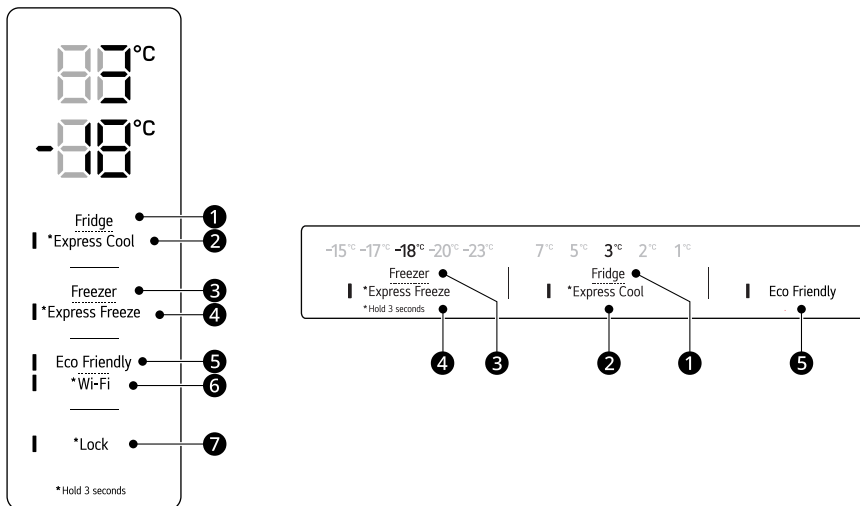 3°C
-18°C
Fridge
*Express Cool
Freezer
*Express Freeze
Eco Friendly
*Wi-Fi
*Lock
*Hold 3 seconds
1
2
3
4
5
6
7
-15°C -17°C -18°C -20°C -23°C
7°C 5°C 3°C 2°C 1°C
Freezer
*Express Freeze
*Hold 3 seconds
Fridge
*Express Cool
Eco Friendly
4
3
2
1
5